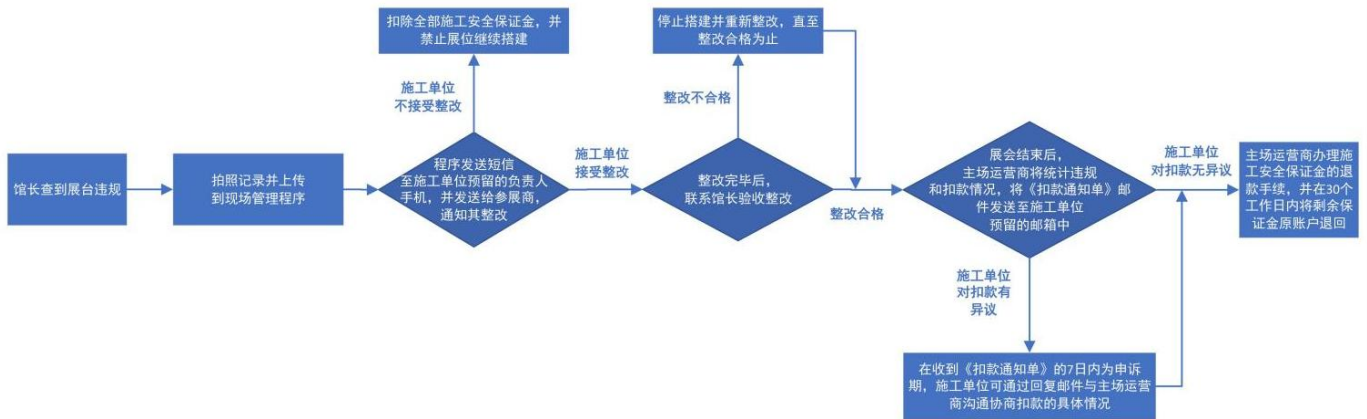 馆长查到展台违规
拍照记录并上传
到现场管理程序
扣除全部施工安全保证金，并
禁止展位继续搭建
施工单位
不接受整改
程序发送短信
至施工单位预留的负责人
手机，并发送给参展商，
通知其整改
施工单位
接受整改
停止搭建并重新整改，直至
整改合格为止
整改不合格
整改完毕后，
联系馆长验收整改
整改合格
展会结束后，
主场运营商将统计违规
和扣款情况，将《扣款通知单》邮
件发送至施工单位
预留的邮箱中
施工单位
对扣款无异议
主场运营商办理施
工安全保证金的退
款手续，并在30个
工作日内将剩余保
证金原账户退回
施工单位
对扣款有
异议
在收到《扣款通知单》的7日内为申诉
期，施工单位可通过回复邮件与主场运营
商沟通协商扣款的具体情况